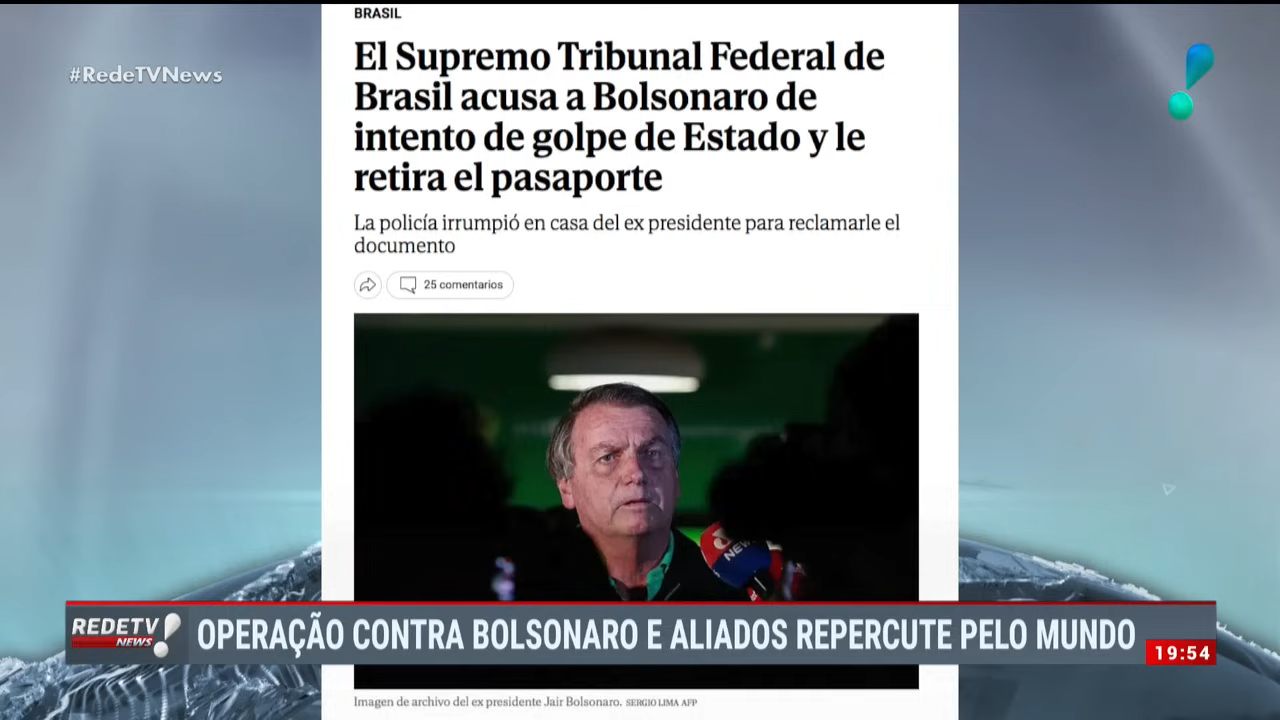 BRASIL
#RedeTVNews
El Supremo Tribunal Federal de
Brasil acusa a Bolsonaro de
intento de golpe de Estado y le
retira el pasaporte
La policía irrumpió en casa del ex presidente para reclamarle el
documento
25 comentarios
NEW
REDETV!
NEWS
OPERAÇÃO CONTRA BOLSONARO E ALIADOS REPERCUTE PELO MUNDO
19:54
Imagen de archivo del ex presidente Jair Bolsonaro. SERGIO LIMA AFP